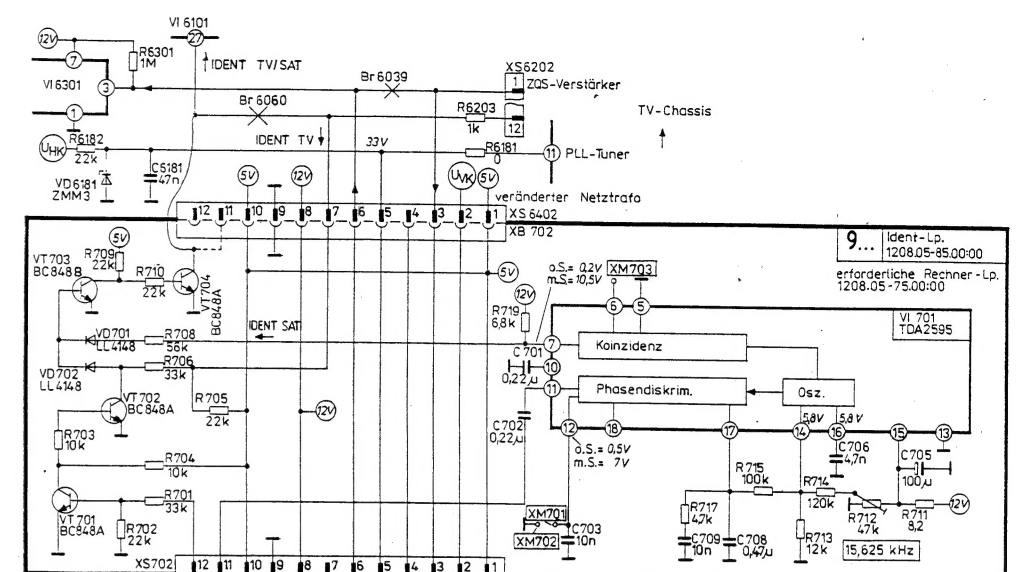 VI 6101
27
12V
R6301
1M
IDENT TV/SAT
7
VI 6301
3
1
Br 6039
XS6202
1
ZQS-Verstärker
12
Br 6060
R6203
1k
TV-Chassis
IDENT TV
33V
R6182
UHK
22k
C6181
47n
VD6181
ZMM3
R6181
0
11
PLL-Tuner
5V
12V
UVK
5V
veränderter Netztrafo
12 11 10 9 8 7 6 5 4 3 2 1
XS 6402
XB 702
9...
Ident-Lp.
1208.05-85.00:00
erforderliche Rechner-Lp.
1208.05-75.00:00
VT703
BC848B
R709
22k
5V
R710
22k
VT704
BC848A
5V
o.S.= 0,2V
m.S.= 10,5V
XM703
12V
R719
6,8k
6
5
VI 701
TDA2595
VD701
LL4148
R708
56k
IDENT SAT
7
Koinzidenz
C701
0,22µ
10
VD702
LL4148
R706
33k
11
Phasendiskrim.
Osz.
VT702
BC848A
R705
22k
12V
C702
0,22µ
12
18
17
5,8V
14
5,8V
16
15
13
o.S.= 0,5V
m.S.= 7V
R703
10k
R704
10k
C706
4,7n
C705
100µ
R715
100k
R714
120k
R712
47k
R711
8,2
12V
VT701
BC848A
R701
33k
R702
22k
XM701
XM702
C703
10n
R717
4,7k
C709
10n
C708
0,47µ
R713
12k
15,625 kHz
XS702
12 11 10 9 8 7 6 5 4 3 2 1